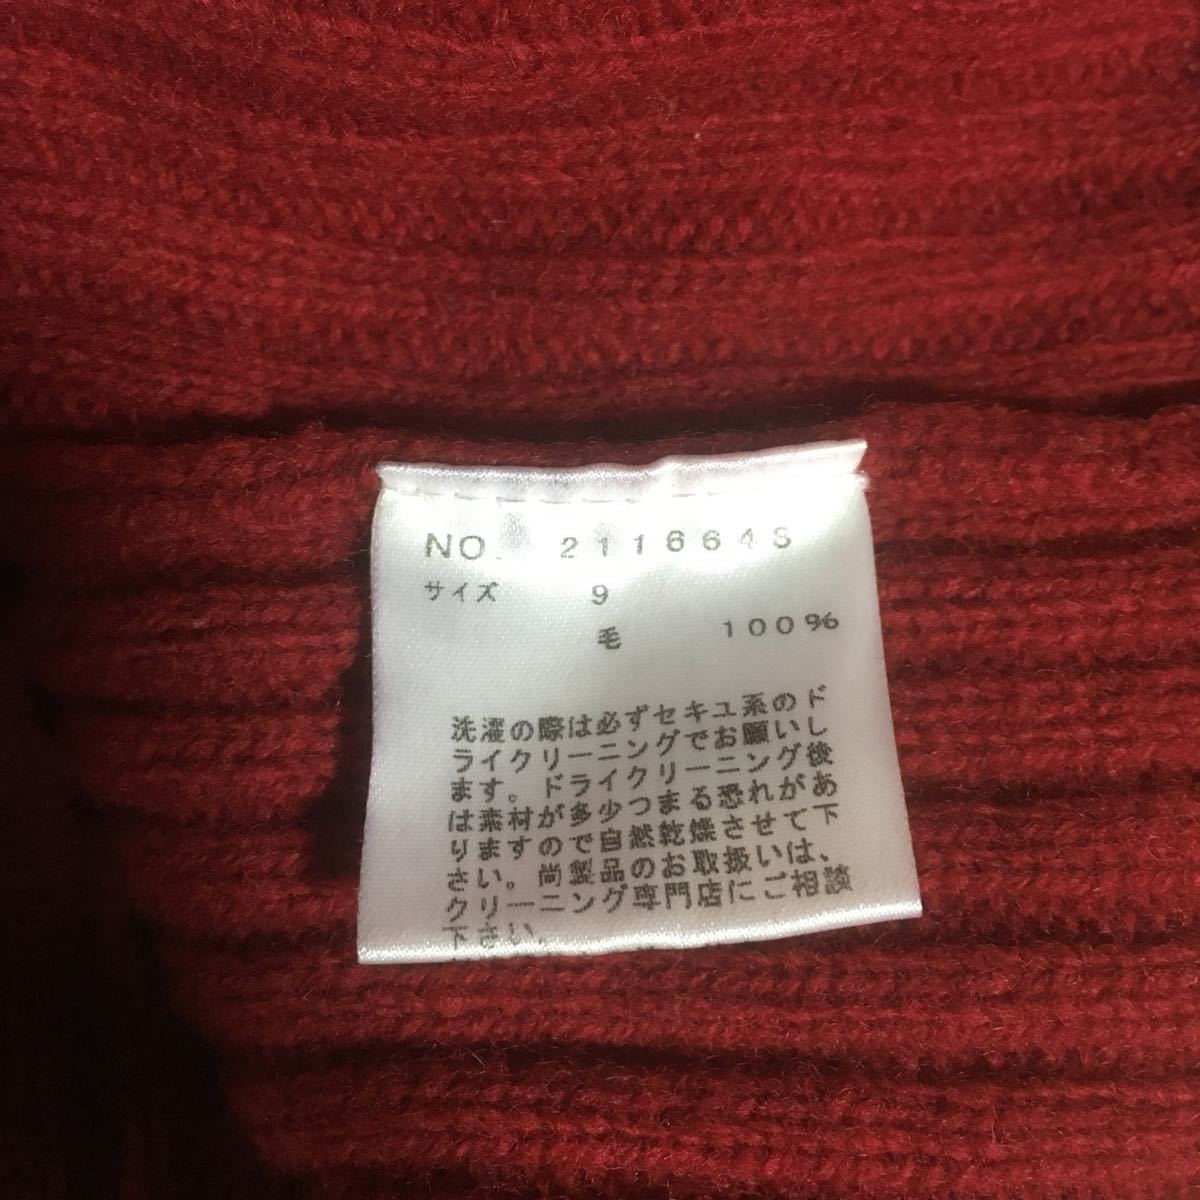 NO. 2116643
サイズ 9
毛 100%
洗濯の際は必ずセキユ系のド
ライクリーニングでお願いし
ます。ドライクリーニング後
は素材が多少つまる恐れがあ
りますので自然乾燥させて下
さい。尚製品のお取扱いは、
クリーニング専門店にご相談
下さい。